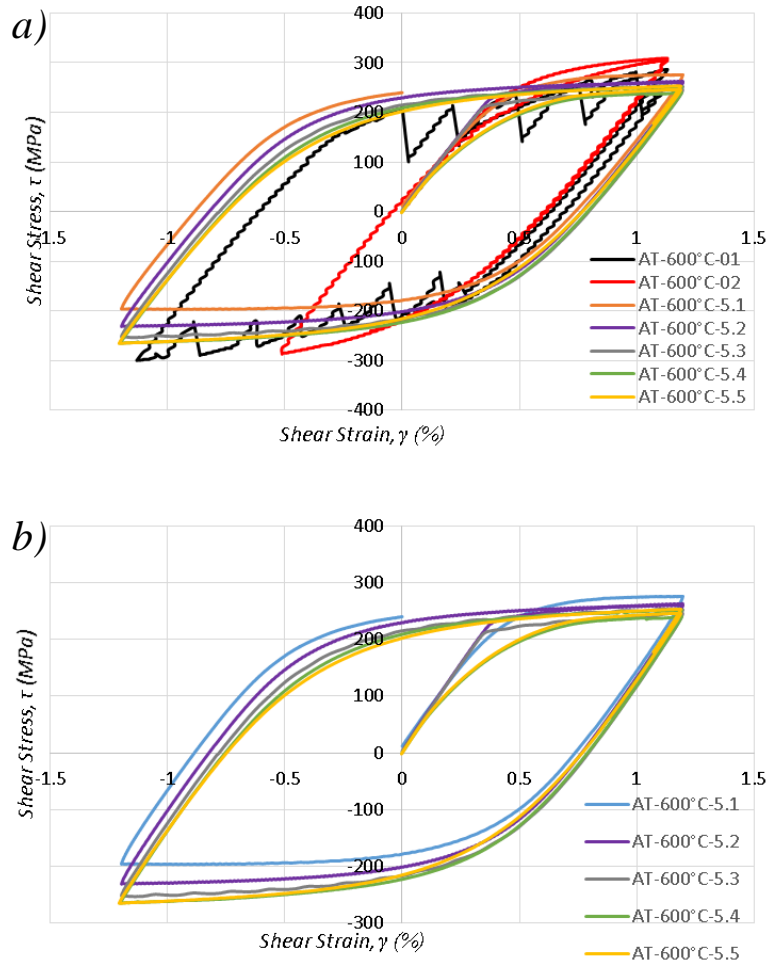 a)
400
300
200
100
0
-100
-200
-300
-400
-1.5
-1
-0.5
0
0.5
1
1.5
Shear Stress, τ (MPa)
Shear Strain, γ (%)
AT-600°C-01
AT-600°C-02
AT-600°C-5.1
AT-600°C-5.2
AT-600°C-5.3
AT-600°C-5.4
AT-600°C-5.5
b)
400
300
200
100
0
-100
-200
-300
-1.5
-1
-0.5
0
0.5
1
1.5
Shear Stress, τ (MPa)
Shear Strain, γ (%)
AT-600°C-5.1
AT-600°C-5.2
AT-600°C-5.3
AT-600°C-5.4
AT-600°C-5.5